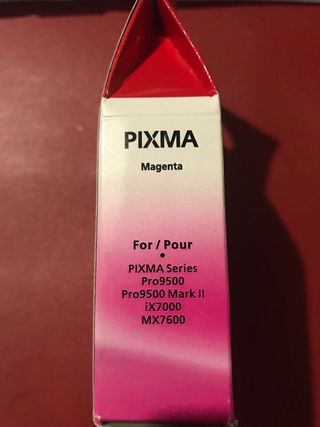 PIXMA
Magenta
For / Pour
•
PIXMA Series
Pro9500
Pro9500 Mark II
iX7000
MX7600